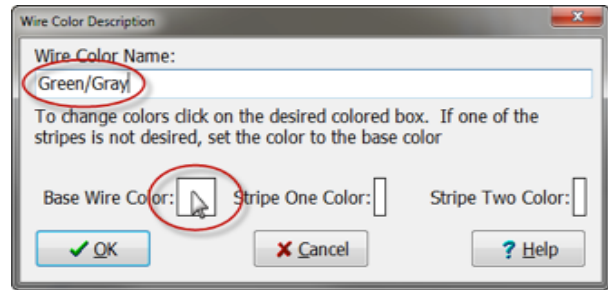 Wire Color Description
Wire Color Name:
Green/Gray
To change colors click on the desired colored box. If one of the
stripes is not desired, set the color to the base color
Base Wire Color: Stripe One Color: Stripe Two Color:
OK Cancel Help